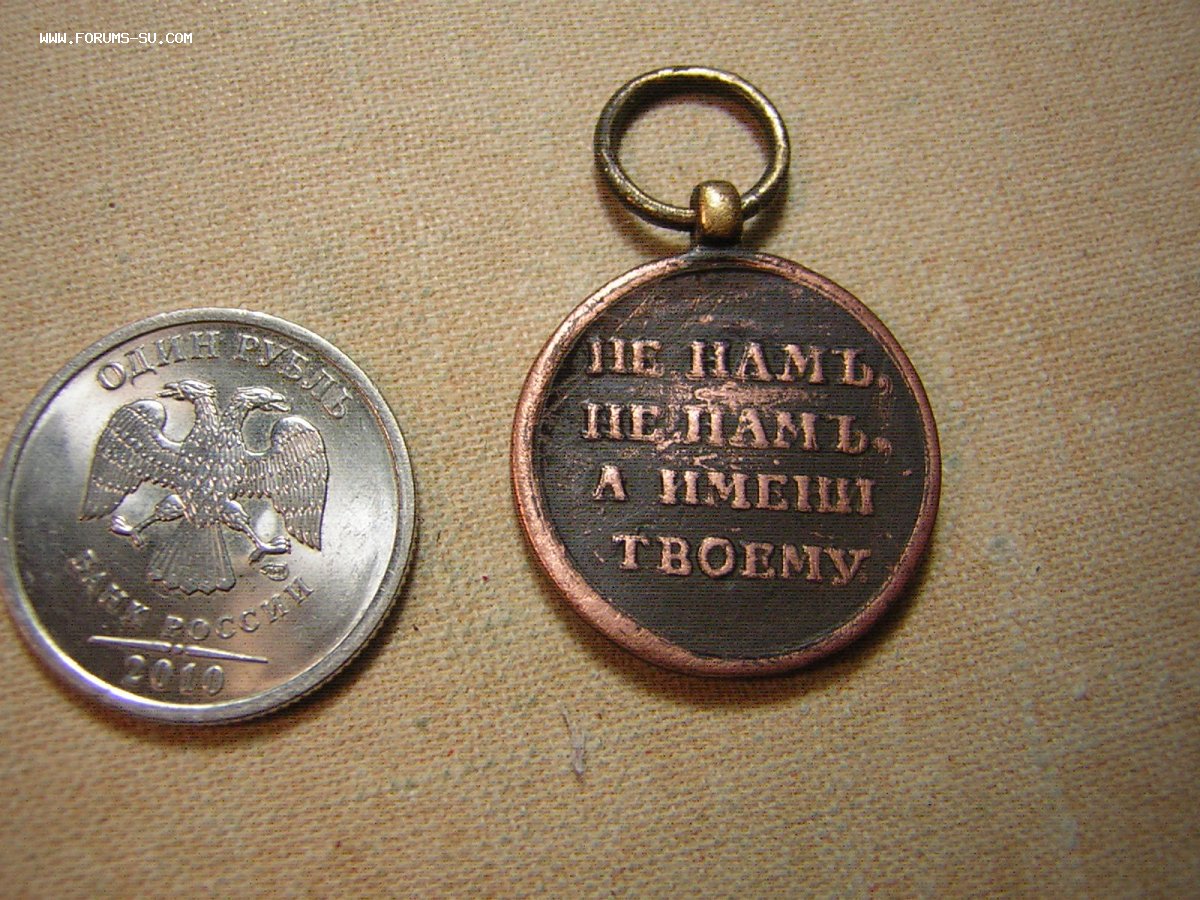 www.FORUMS-SU.COM
ОДИН РУБЛЬ
БАНК РОССИИ
2010
НЕ НАМЪ,
НЕ НАМЪ,
А ИМЕНИ
ТВОЕМУ